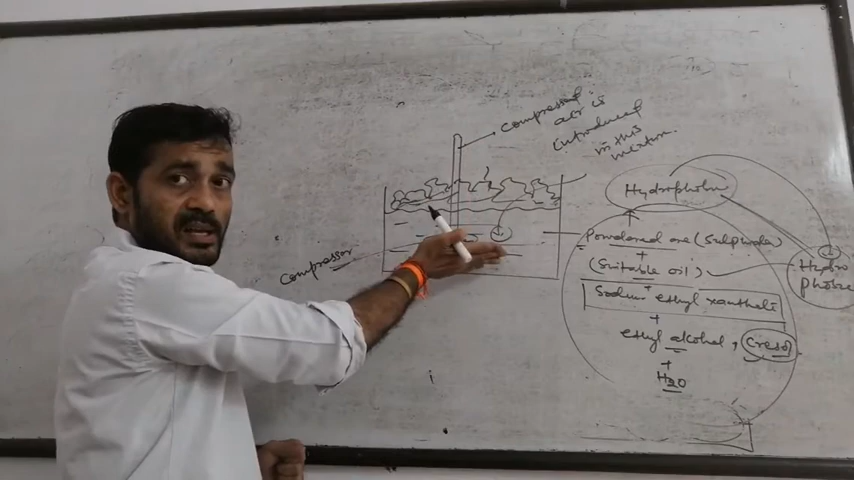 compressed
air is
introduced
in this
mixture.
compressor
Hydrophilic
Powdered ore (Sulphide)
+
(Suitable oil)
+
Sodium ethyl xanthate
+
ethyl alcohol, Cresol
+
H2O
Hydro
phobic